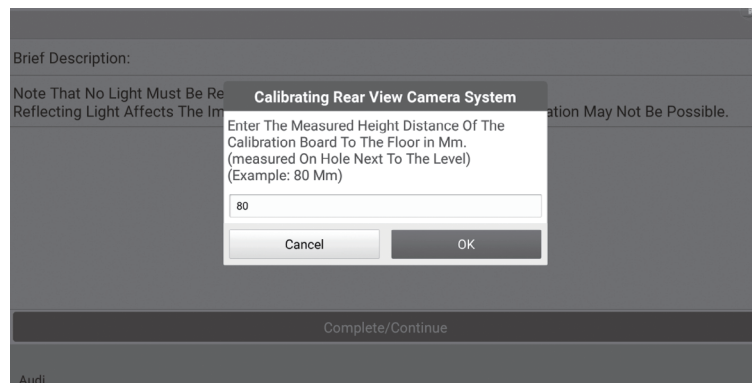 Brief Description:
Note That No Light Must Be Re
Reflecting Light Affects The Im
ation May Not Be Possible.
Calibrating Rear View Camera System
Enter The Measured Height Distance Of The
Calibration Board To The Floor in Mm.
(measured On Hole Next To The Level)
(Example: 80 Mm)
80
Cancel
OK
Complete/Continue
Audi